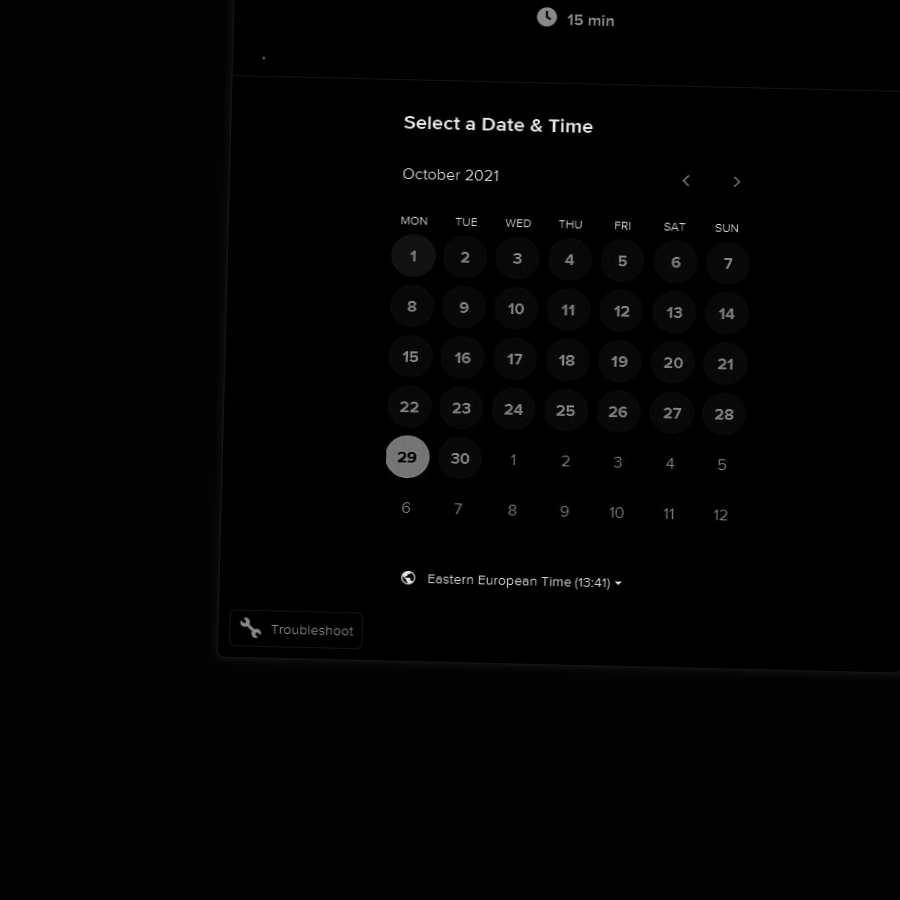 15 min
Select a Date & Time
October 2021
MON TUE WED THU FRI SAT SUN
1 2 3 4 5 6 7
8 9 10 11 12 13 14
15 16 17 18 19 20 21
22 23 24 25 26 27 28
29 30 1 2 3 4 5
6 7 8 9 10 11 12
Eastern European Time (13:41)
Troubleshoot